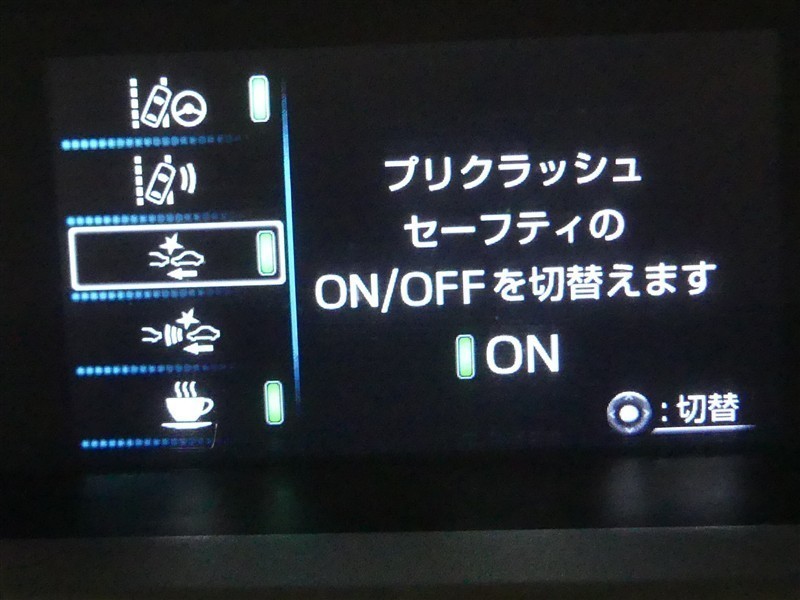 プリクラッシュ
セーフティの
ON/OFFを切替えます
ON
:切替